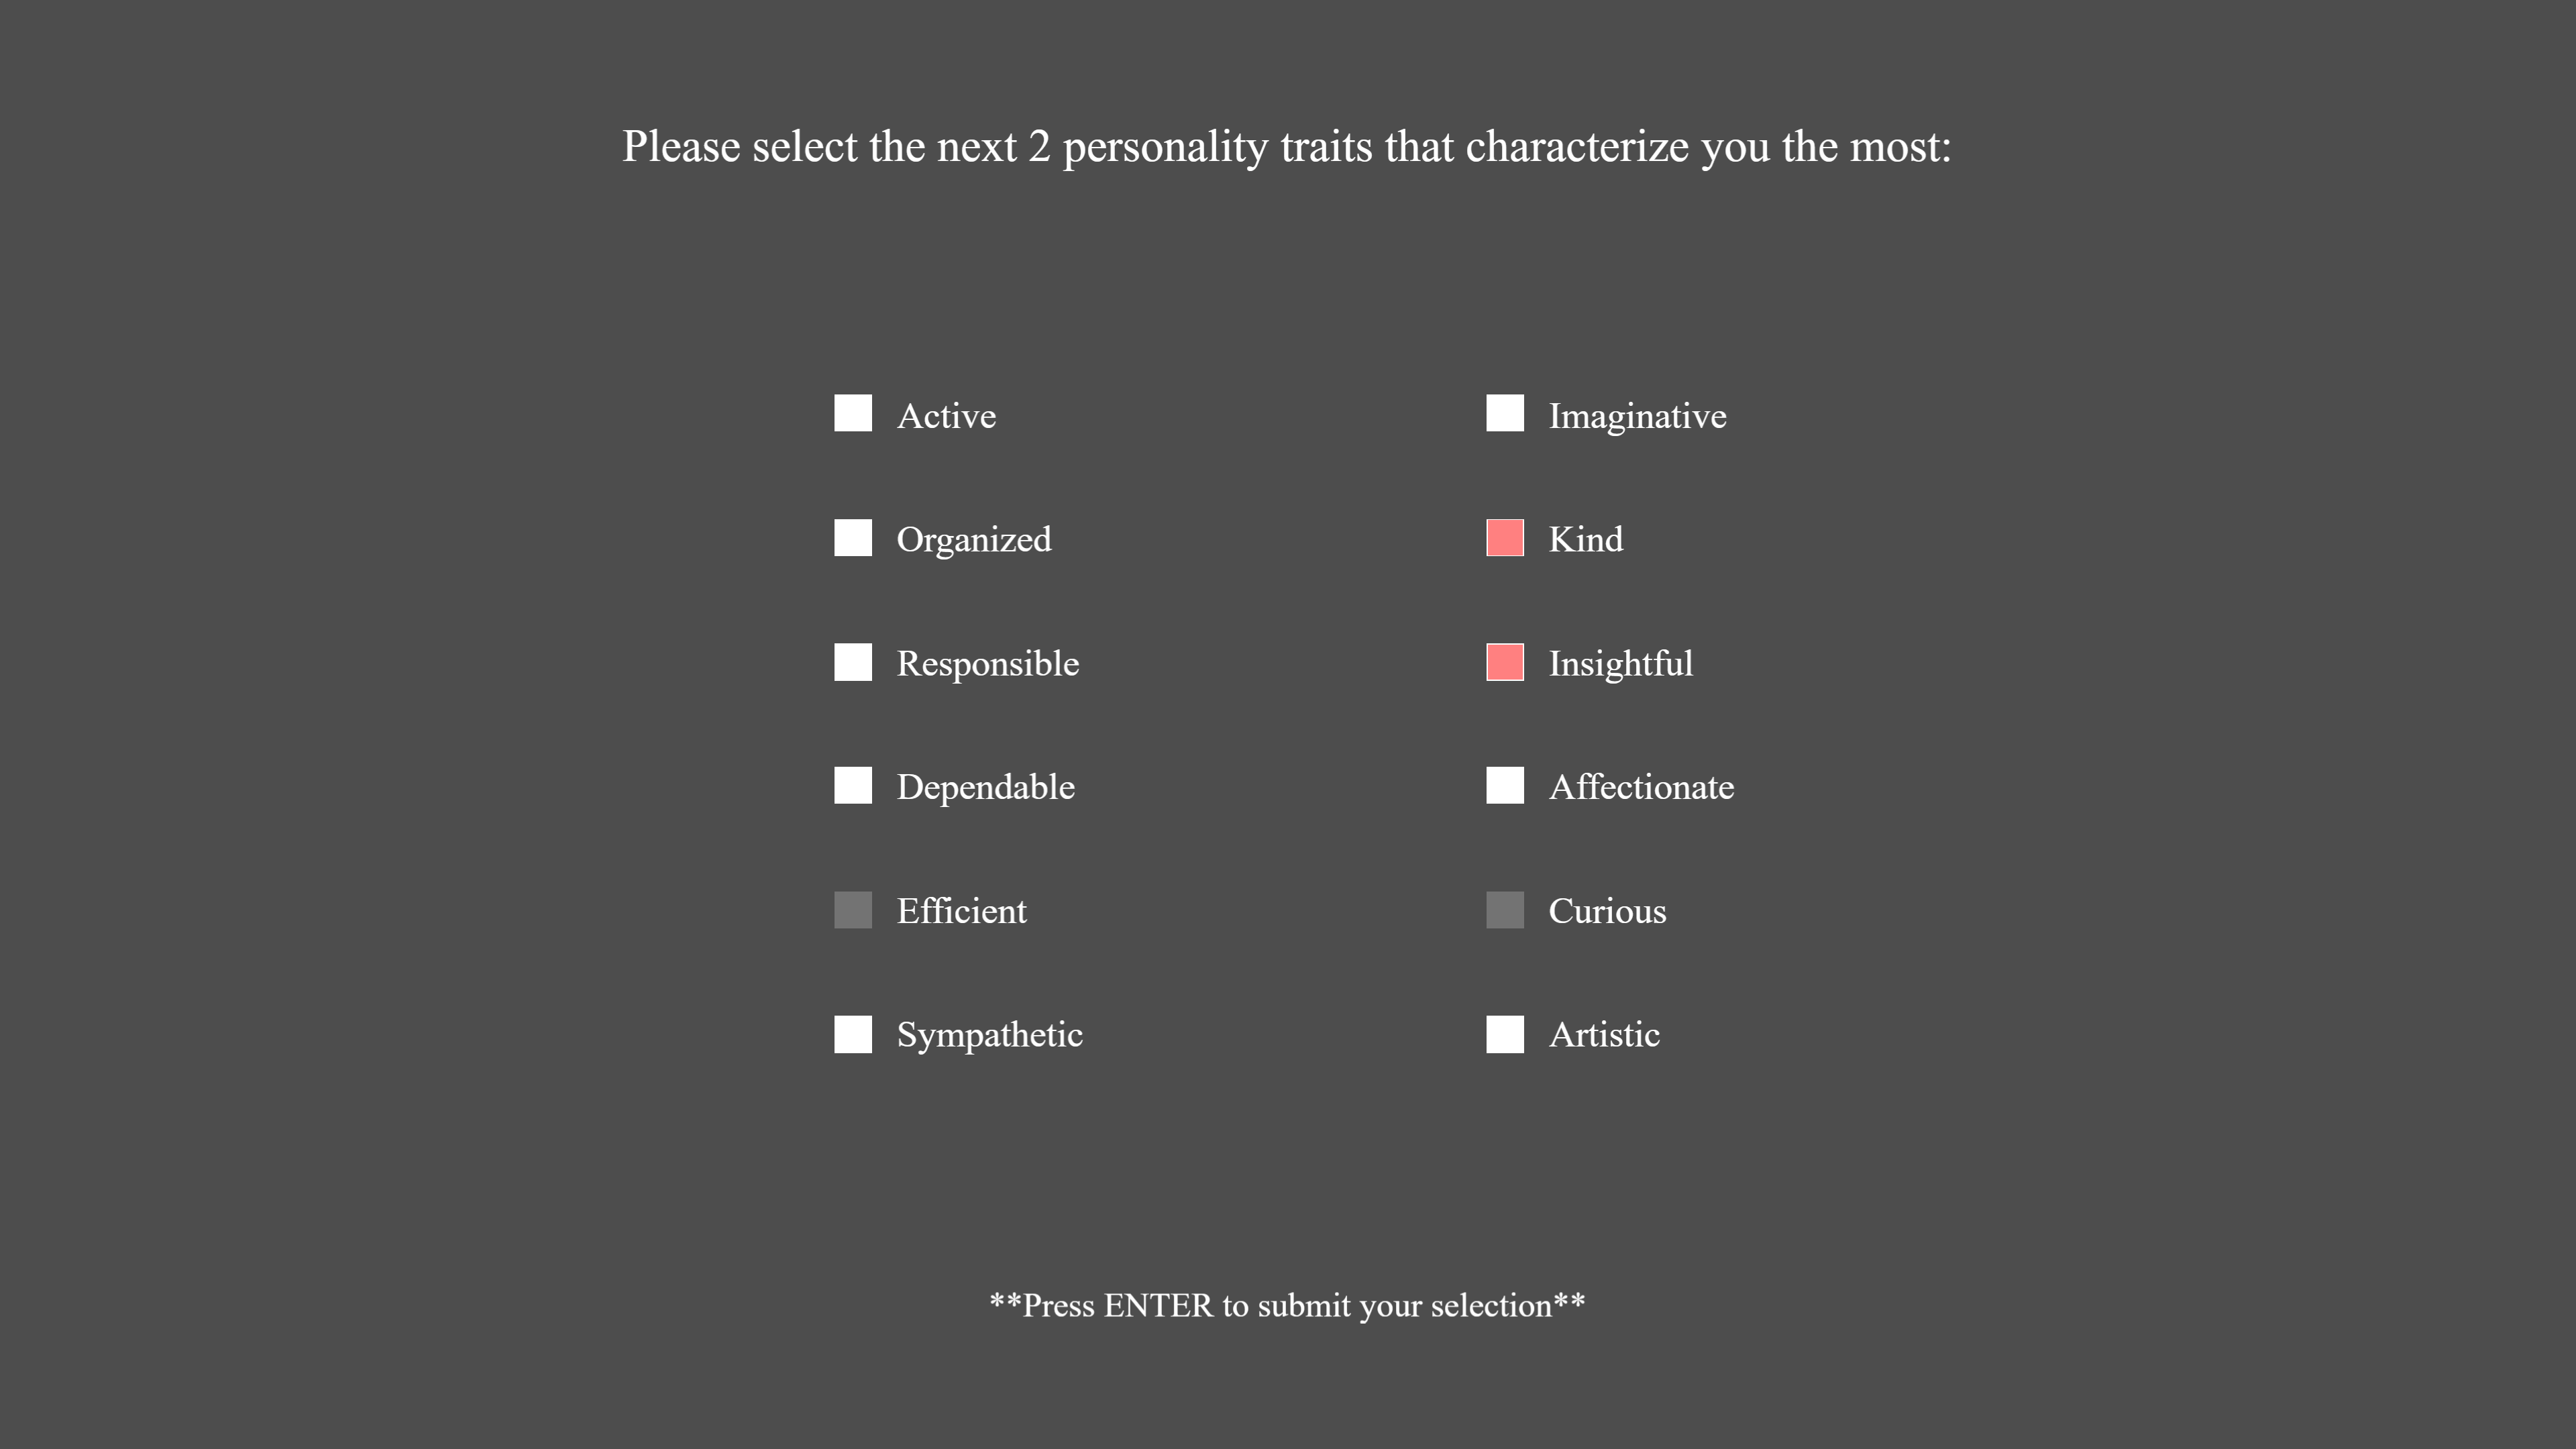 Please select the next 2 personality traits that characterize you the most:
Active
Imaginative
Organized
Kind
Responsible
Insightful
Dependable
Affectionate
Efficient
Curious
Sympathetic
Artistic
**Press ENTER to submit your selection**